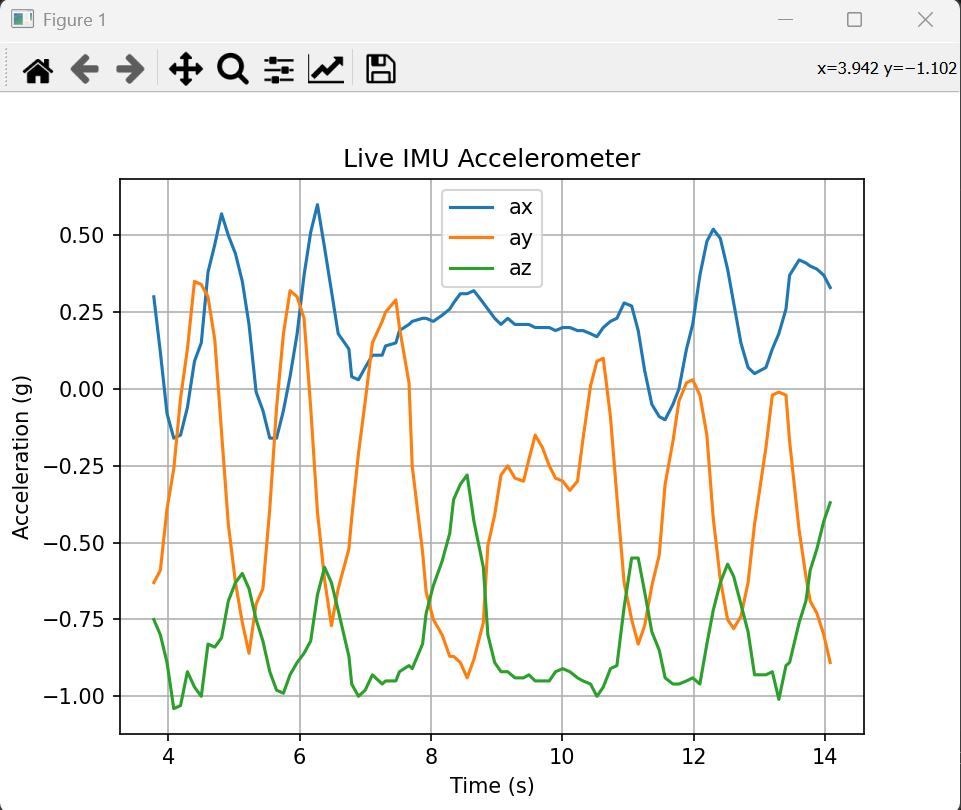 Figure 1
x=3.942 y=−1.102
Live IMU Accelerometer
ax
ay
az
0.50
0.25
0.00
−0.25
−0.50
−0.75
−1.00
Acceleration (g)
4 6 8 10 12 14
Time (s)